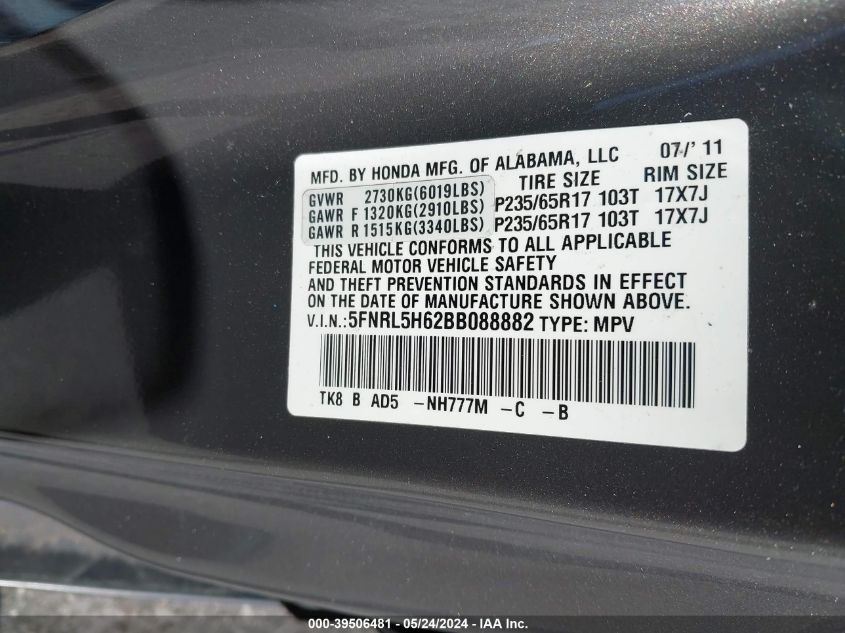 MFD. BY HONDA MFG. OF ALABAMA, LLC 07/'11
TIRE SIZE RIM SIZE
GVWR 2730KG(6019LBS)
GAWR F 1320KG(2910LBS) P235/65R17 103T 17X7J
GAWR R 1515KG(3340LBS) P235/65R17 103T 17X7J
THIS VEHICLE CONFORMS TO ALL APPLICABLE
FEDERAL MOTOR VEHICLE SAFETY
AND THEFT PREVENTION STANDARDS IN EFFECT
ON THE DATE OF MANUFACTURE SHOWN ABOVE.
V.I.N.:5FNRL5H62BB088882 TYPE: MPV
TK8 B AD5 -NH777M -C -B
000-39506481 - 05/24/2024 - IAA Inc.